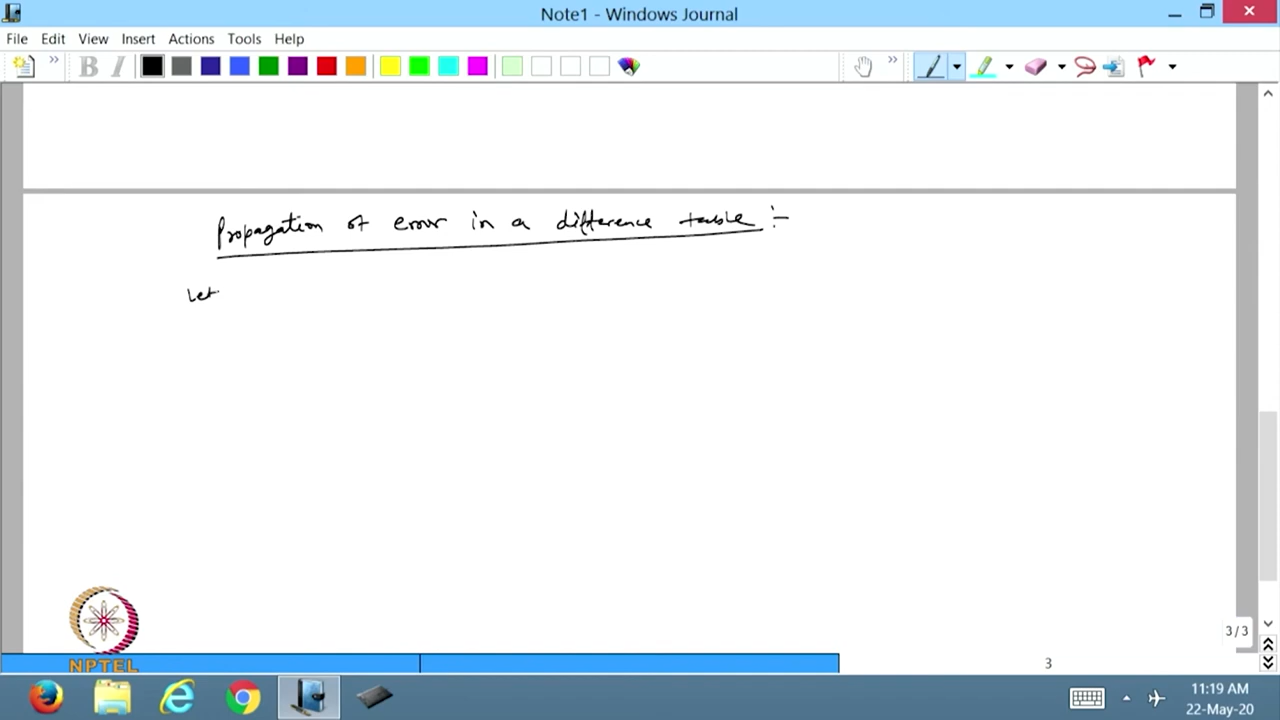 Note1 - Windows Journal
File Edit View Insert Actions Tools Help
B I
Propagation of error in a difference table :-
Let
3 / 3
NPTEL
3
11:19 AM
22-May-20